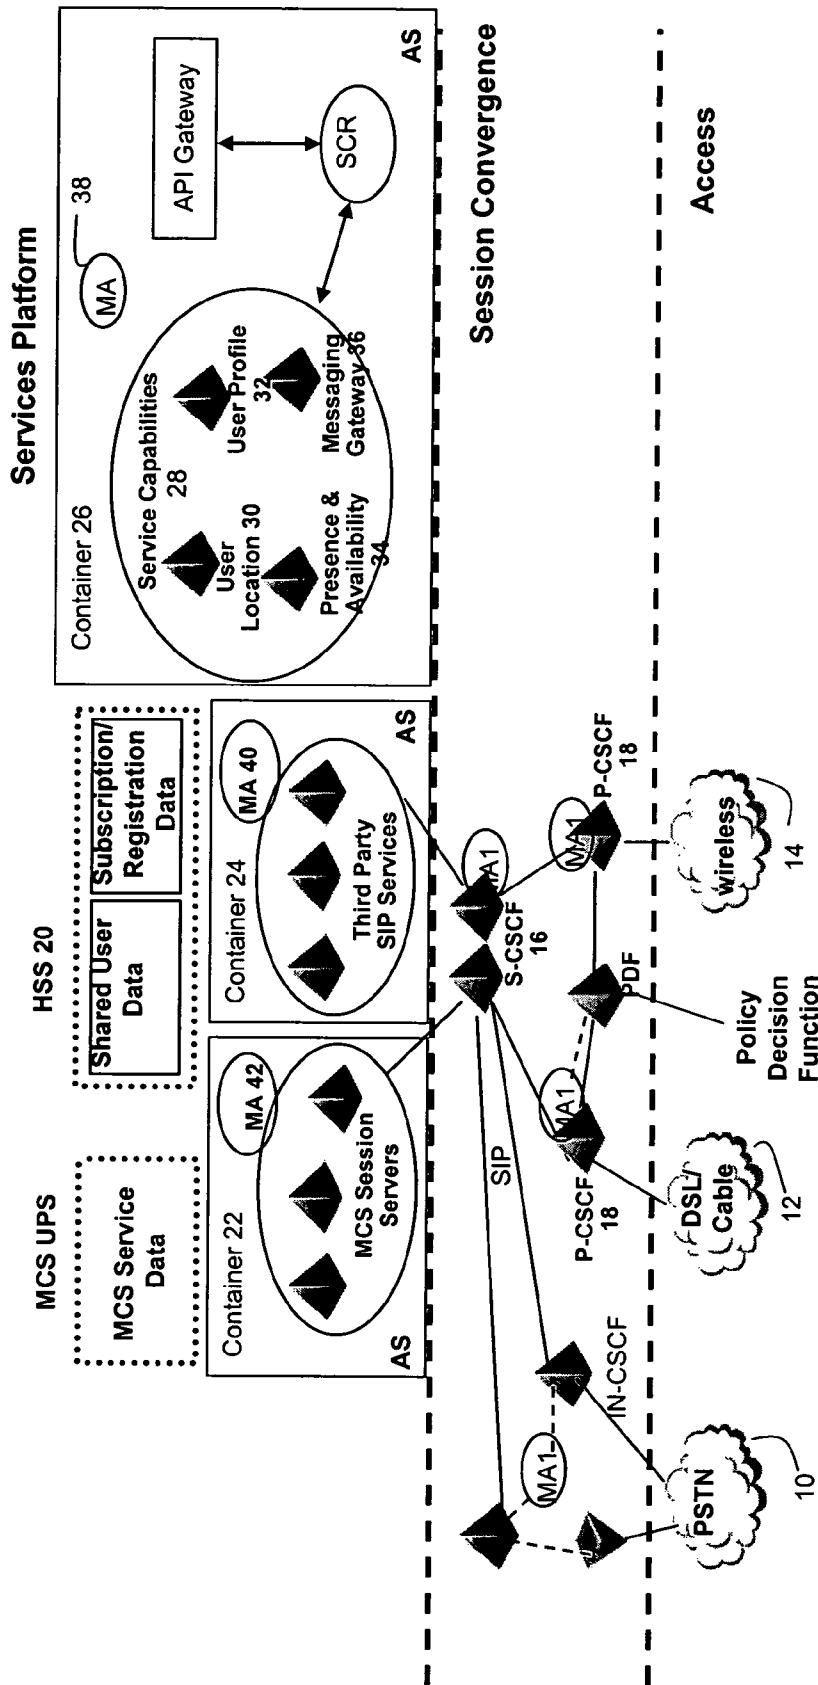 Services Platform
MCS UPS
HSS 20
MCS Service
Data
Shared User
Data
Subscription/
Registration
Data
Container 22
MA 42
MCS Session
Servers
AS
Container 24
MA 40
Third Party
SIP Services
AS
Container 26
Service Capabilities
28
User
Location 30
User Profile
32
Presence &
Availability
34
Messaging
Gateway 36
MA
38
API Gateway
SCR
AS
Session Convergence
S-CSCF
16
MA1
SIP
MA1
IN-CSCF
MA1
P-CSCF
18
PDF
MA1
P-CSCF
18
Access
PSTN
10
DSL/
Cable
12
Policy
Decision
Function
Wireless
14